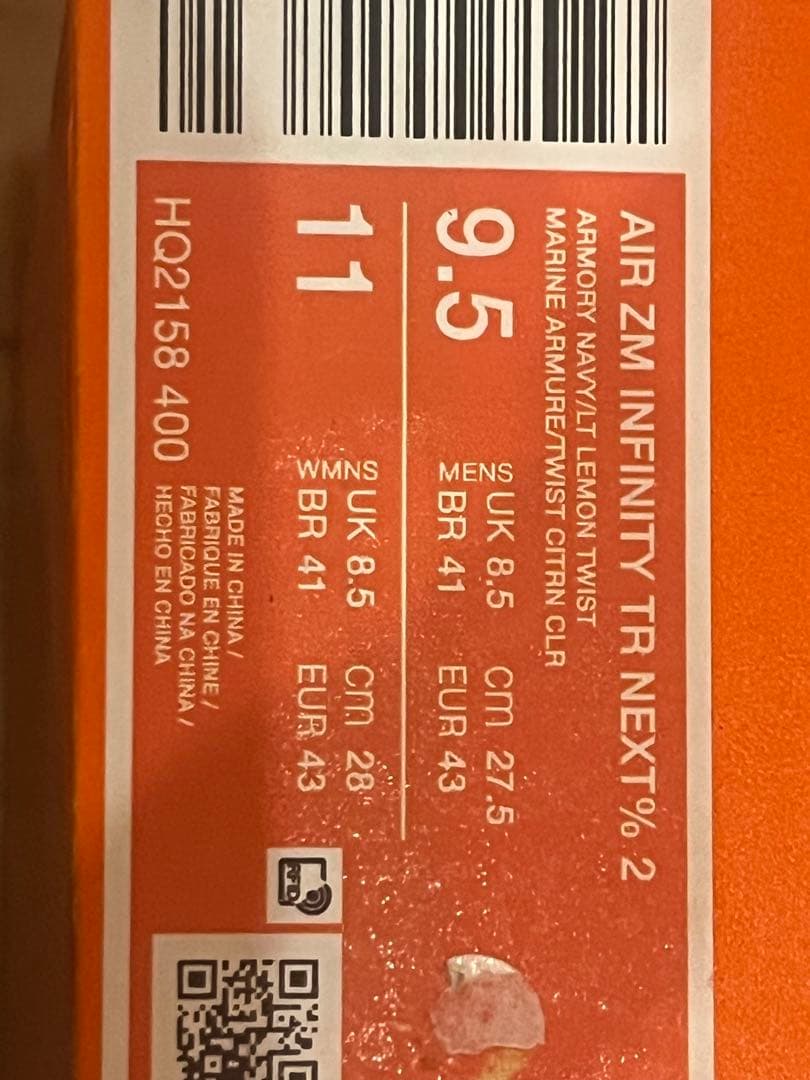 AIR ZM INFINITY TR NEXT% 2
ARMORY NAVY/LT LEMON TWIST
MARINE ARMURE/TWIST CITRN CLR
9.5
MENS
UK 8.5 cm 27.5
BR 41 EUR 43
11
WMNS
UK 8.5 cm 28
BR 41 EUR 43
HQ2158 400
MADE IN CHINA /
FABRIQUE EN CHINE /
FABRICADO NA CHINA /
HECHO EN CHINA
RFID